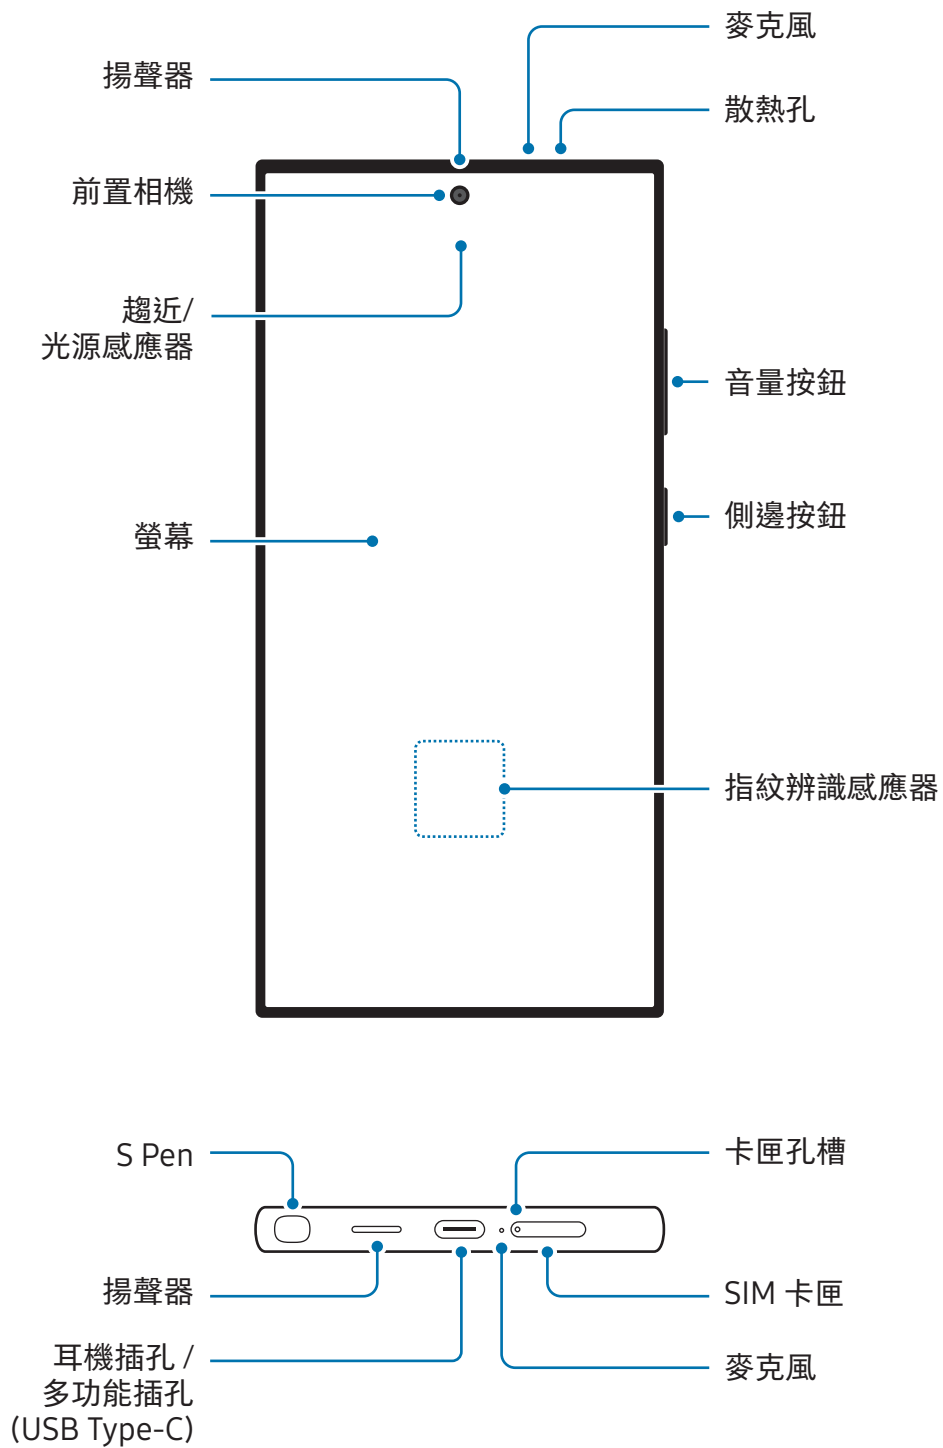 麥克風
揚聲器
散熱孔
前置相機
趨近/
光源感應器
音量按鈕
側邊按鈕
螢幕
指紋辨識感應器
S Pen
卡匣孔槽
揚聲器
SIM 卡匣
耳機插孔 /
多功能插孔
(USB Type-C)
麥克風